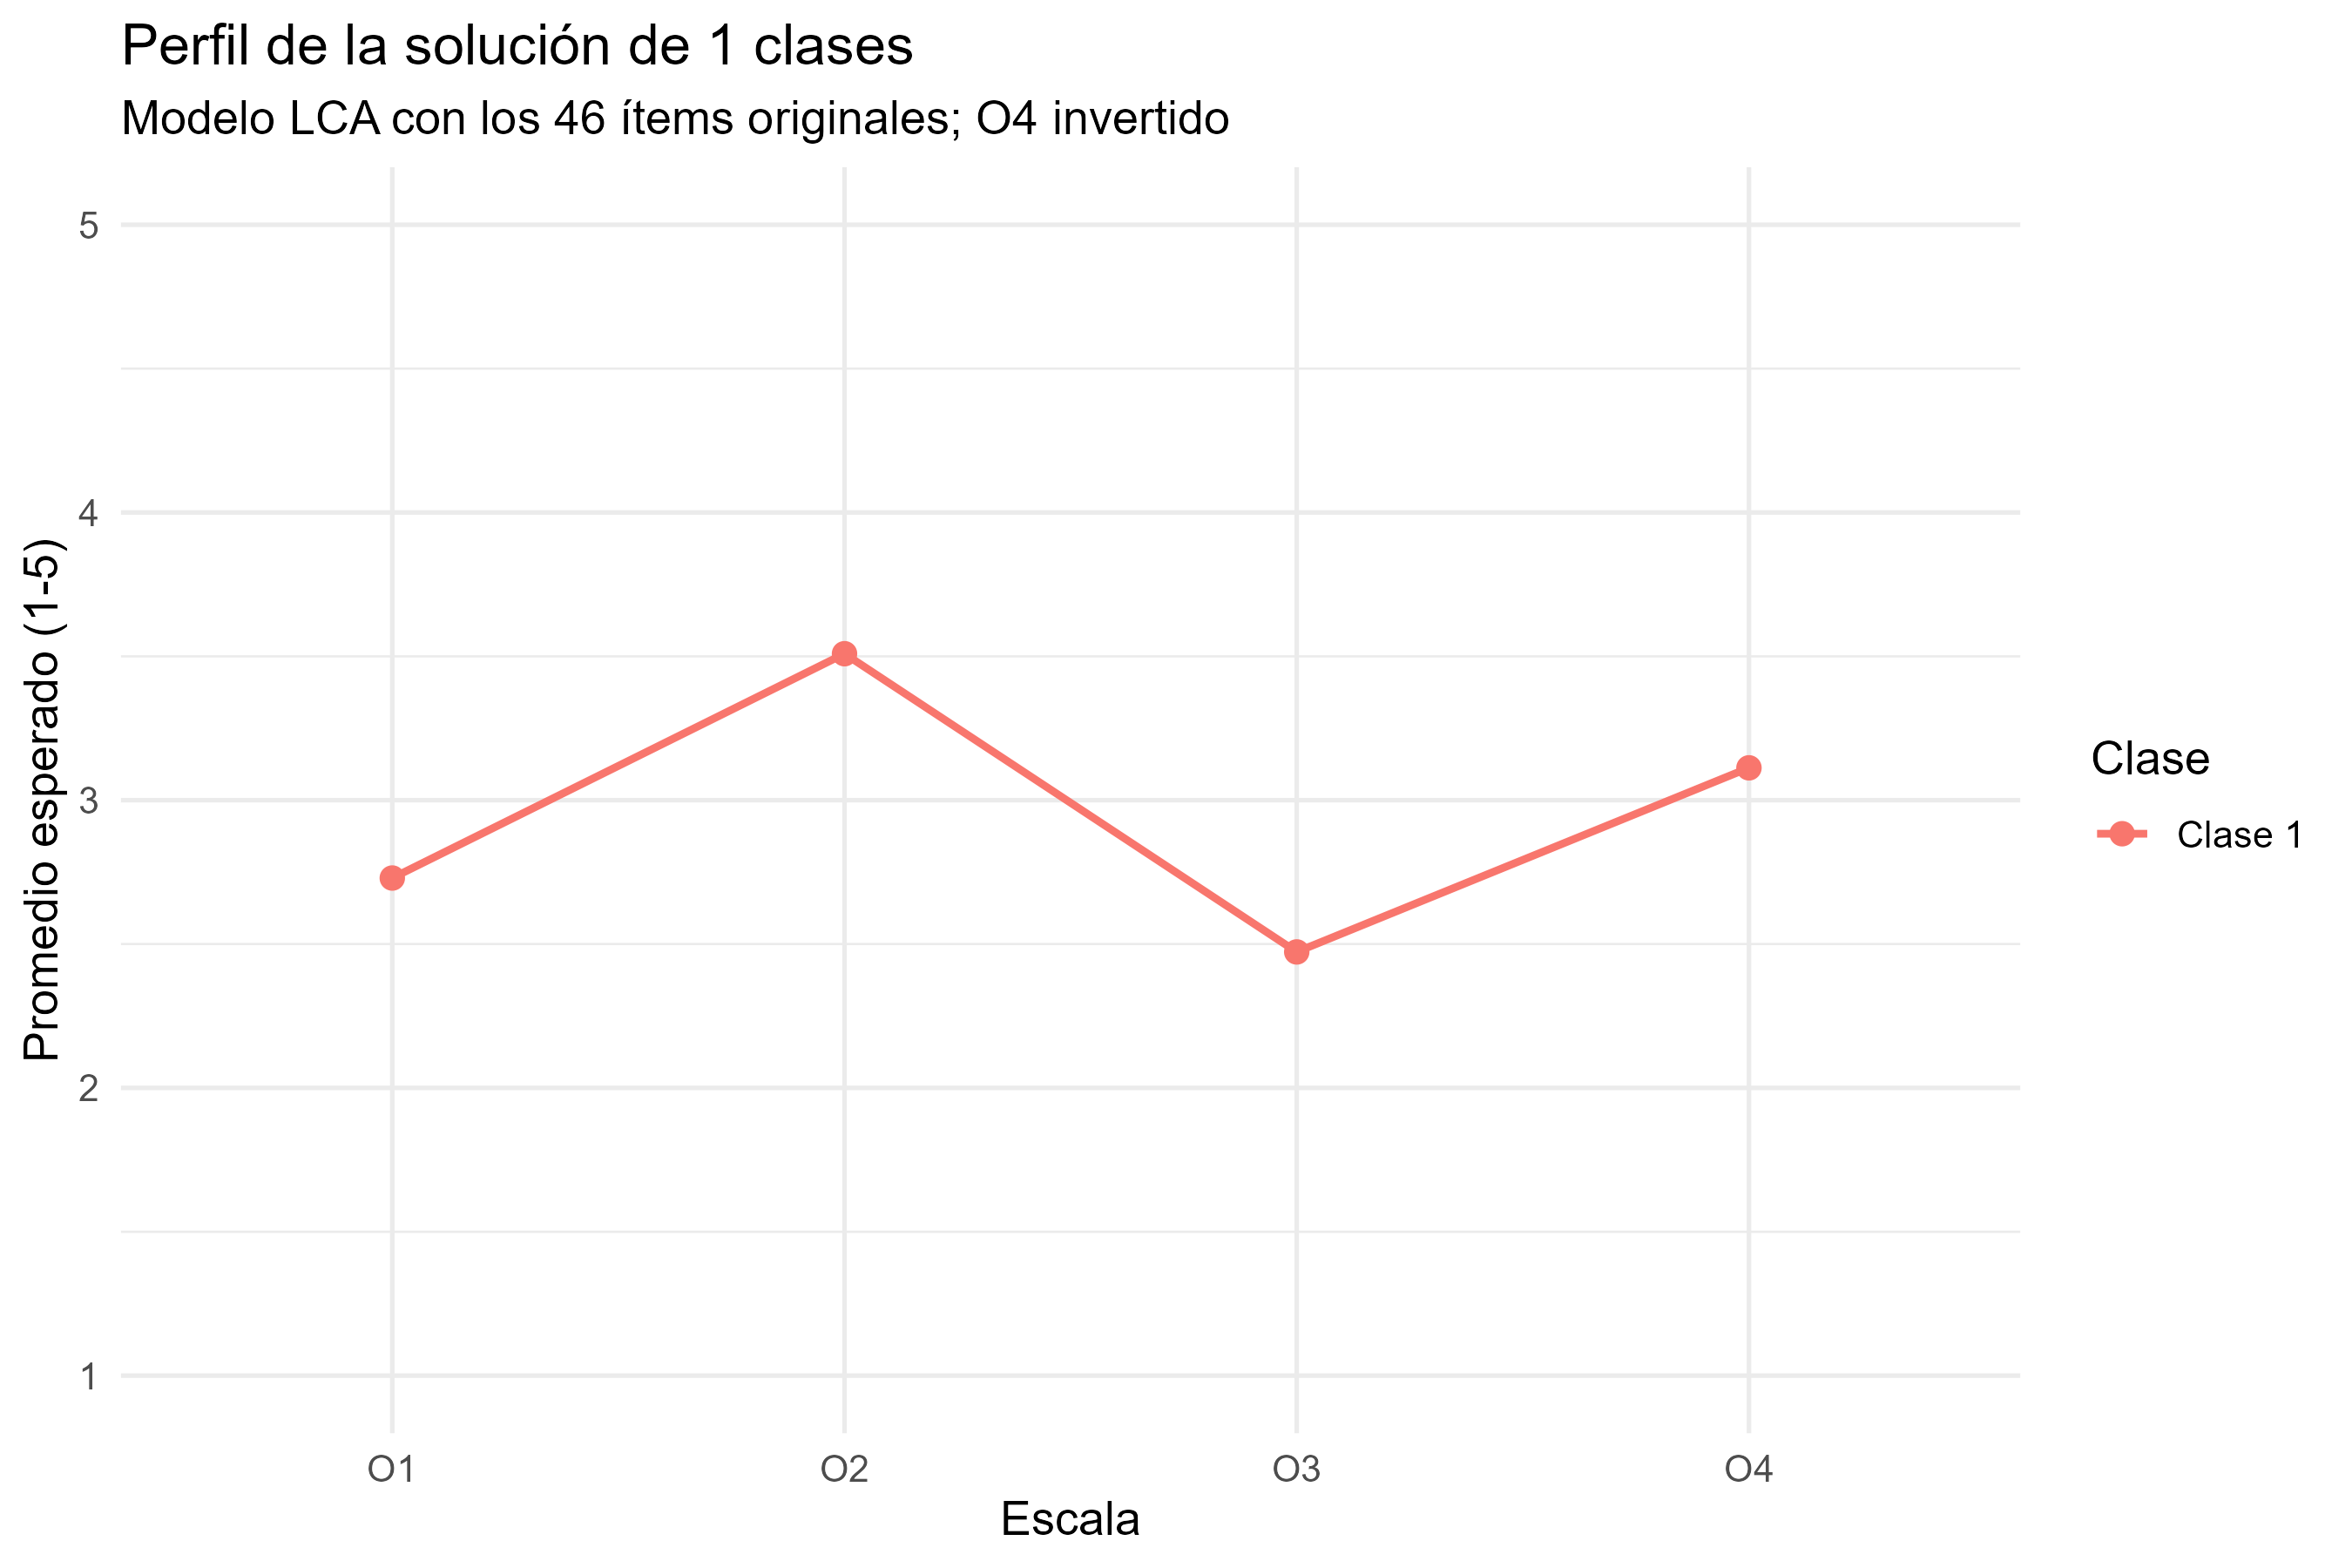 Perfil de la solución de 1 clases
Modelo LCA con los 46 ítems originales; O4 invertido
Promedio esperado (1-5)
5
4
3
2
1
O1
O2
O3
O4
Escala
Clase
Clase 1